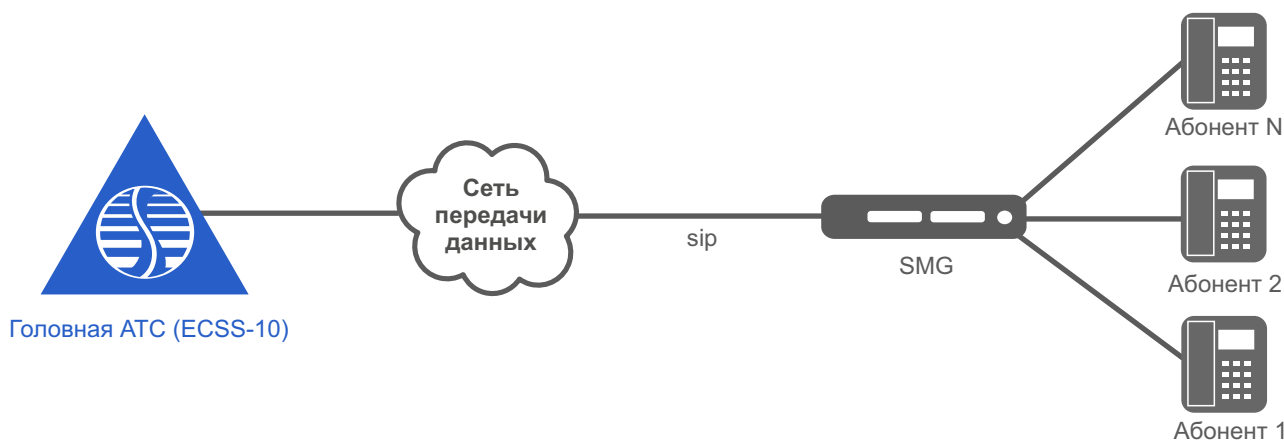 Абонент N
Сеть
передачи
данных
sip
SMG
Абонент 2
Головная АТС (ECSS-10)
Абонент 1